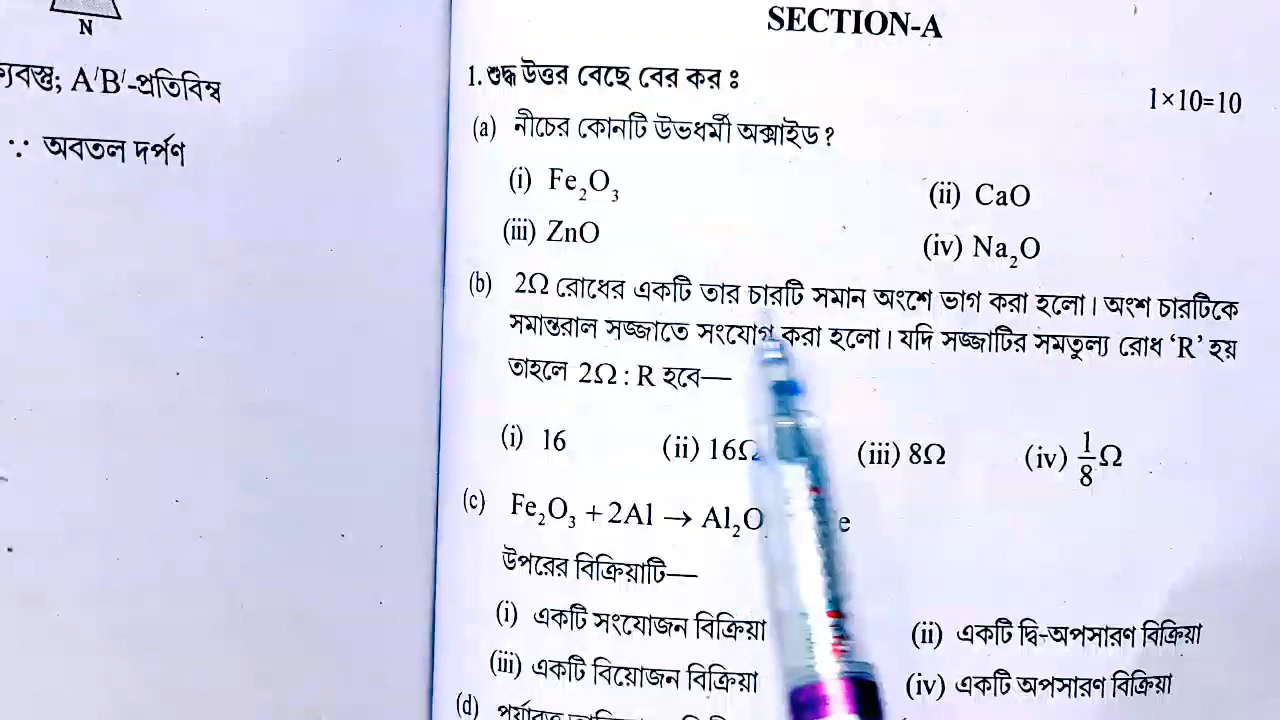 N
SECTION-A
A'B'-প্রতিবিম্ব
∵ অবতল দর্পণ
1. শুদ্ধ উত্তর বেছে বের কর ঃ
1×10=10
(a) নীচের কোনটি উভধর্মী অক্সাইড ?
(i) Fe₂O₃ (ii) CaO
(iii) ZnO (iv) Na₂O
(b) 2Ω রোধের একটি তার চারটি সমান অংশে ভাগ করা হলো। অংশ চারটিকে
সমান্তরাল সজ্জাতে সংযোগ করা হলো। যদি সজ্জাটির সমতুল্য রোধ ‘R’ হয়
তাহলে 2Ω : R হবে—
(i) 16 (ii) 16Ω (iii) 8Ω (iv) 1/8 Ω
(c) Fe₂O₃ + 2Al → Al₂O e
উপরের বিক্রিয়াটি—
(i) একটি সংযোজন বিক্রিয়া (ii) একটি দ্বি-অপসারণ বিক্রিয়া
(iii) একটি বিয়োজন বিক্রিয়া (iv) একটি অপসারণ বিক্রিয়া
(d)